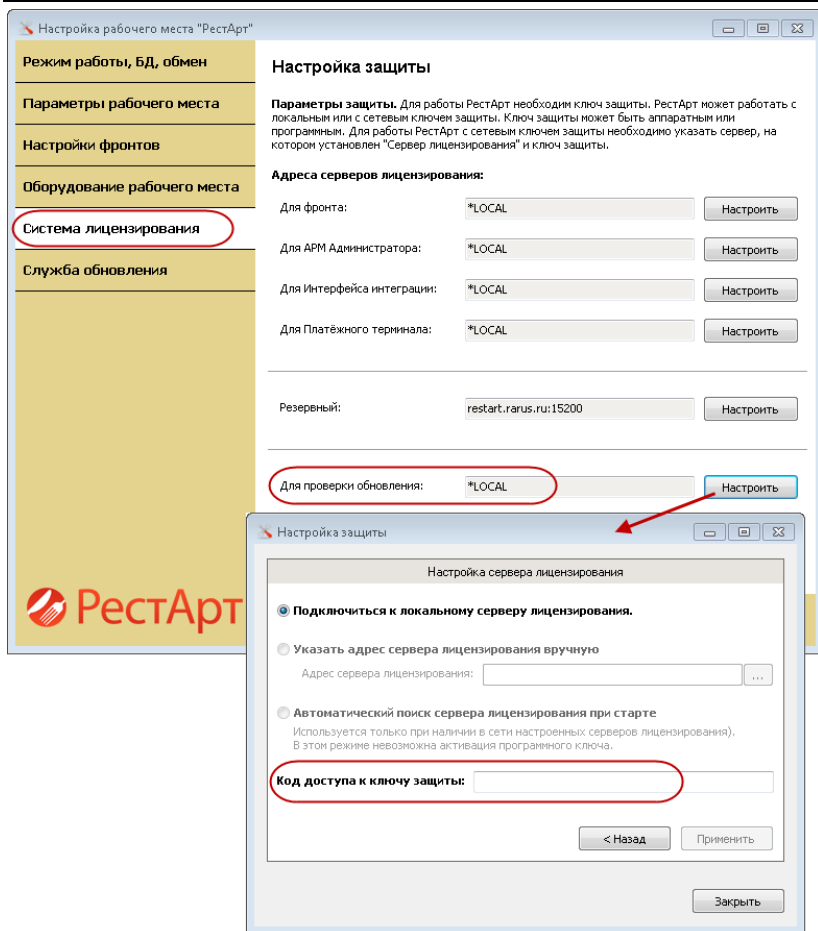 Настройка рабочего места "РестАрт"
Режим работы, БД, обмен
Параметры рабочего места
Настройки фронтов
Оборудование рабочего места
Система лицензирования
Служба обновления
РестАрт
Настройка защиты
Параметры защиты. Для работы РестАрт необходим ключ защиты. РестАрт может работать с
локальным или с сетевым ключем защиты. Ключ защиты может быть аппаратным или
программным. Для работы РестАрт с сетевым ключем защиты необходимо указать сервер, на
котором установлен "Сервер лицензирования" и ключ защиты.
Адреса серверов лицензирования:
Для фронта: *LOCAL Настроить
Для АРМ Администратора: *LOCAL Настроить
Для Интерфейса интеграции: *LOCAL Настроить
Для Платёжного терминала: *LOCAL Настроить
Резервный: restart.rarus.ru:15200 Настроить
Для проверки обновления: *LOCAL Настроить
Настройка защиты
Настройка сервера лицензирования
Подключиться к локальному серверу лицензирования.
Указать адрес сервера лицензирования вручную
Адрес сервера лицензирования: ...
Автоматический поиск сервера лицензирования при старте
Используется только при наличии в сети настроенных серверов лицензирования).
В этом режиме невозможна активация программного ключа.
Код доступа к ключу защиты:
< Назад Применить
Закрыть